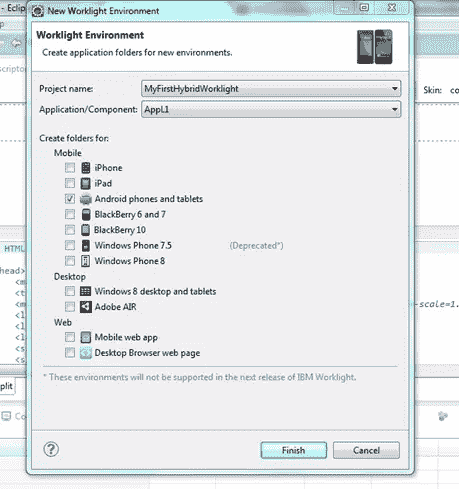 - Eclip
New Worklight Environment
Worklight Environment
Create application folders for new environments.
Project name: MyFirstHybridWorklight
Application/Component: AppL1
Create folders for:
Mobile
iPhone
iPad
Android phones and tablets
BlackBerry 6 and 7
BlackBerry 10
Windows Phone 7.5 (Deprecated*)
Windows Phone 8
Desktop
Windows 8 desktop and tablets
Adobe AIR
Web
Mobile web app
Desktop Browser web page
* These environments will not be supported in the next release of IBM Worklight.
? Finish Cancel
scriptor
Skin: co
HTML
head>
<m
<t
<m -scale=1.
<l
<l
<s
<s
split
Co